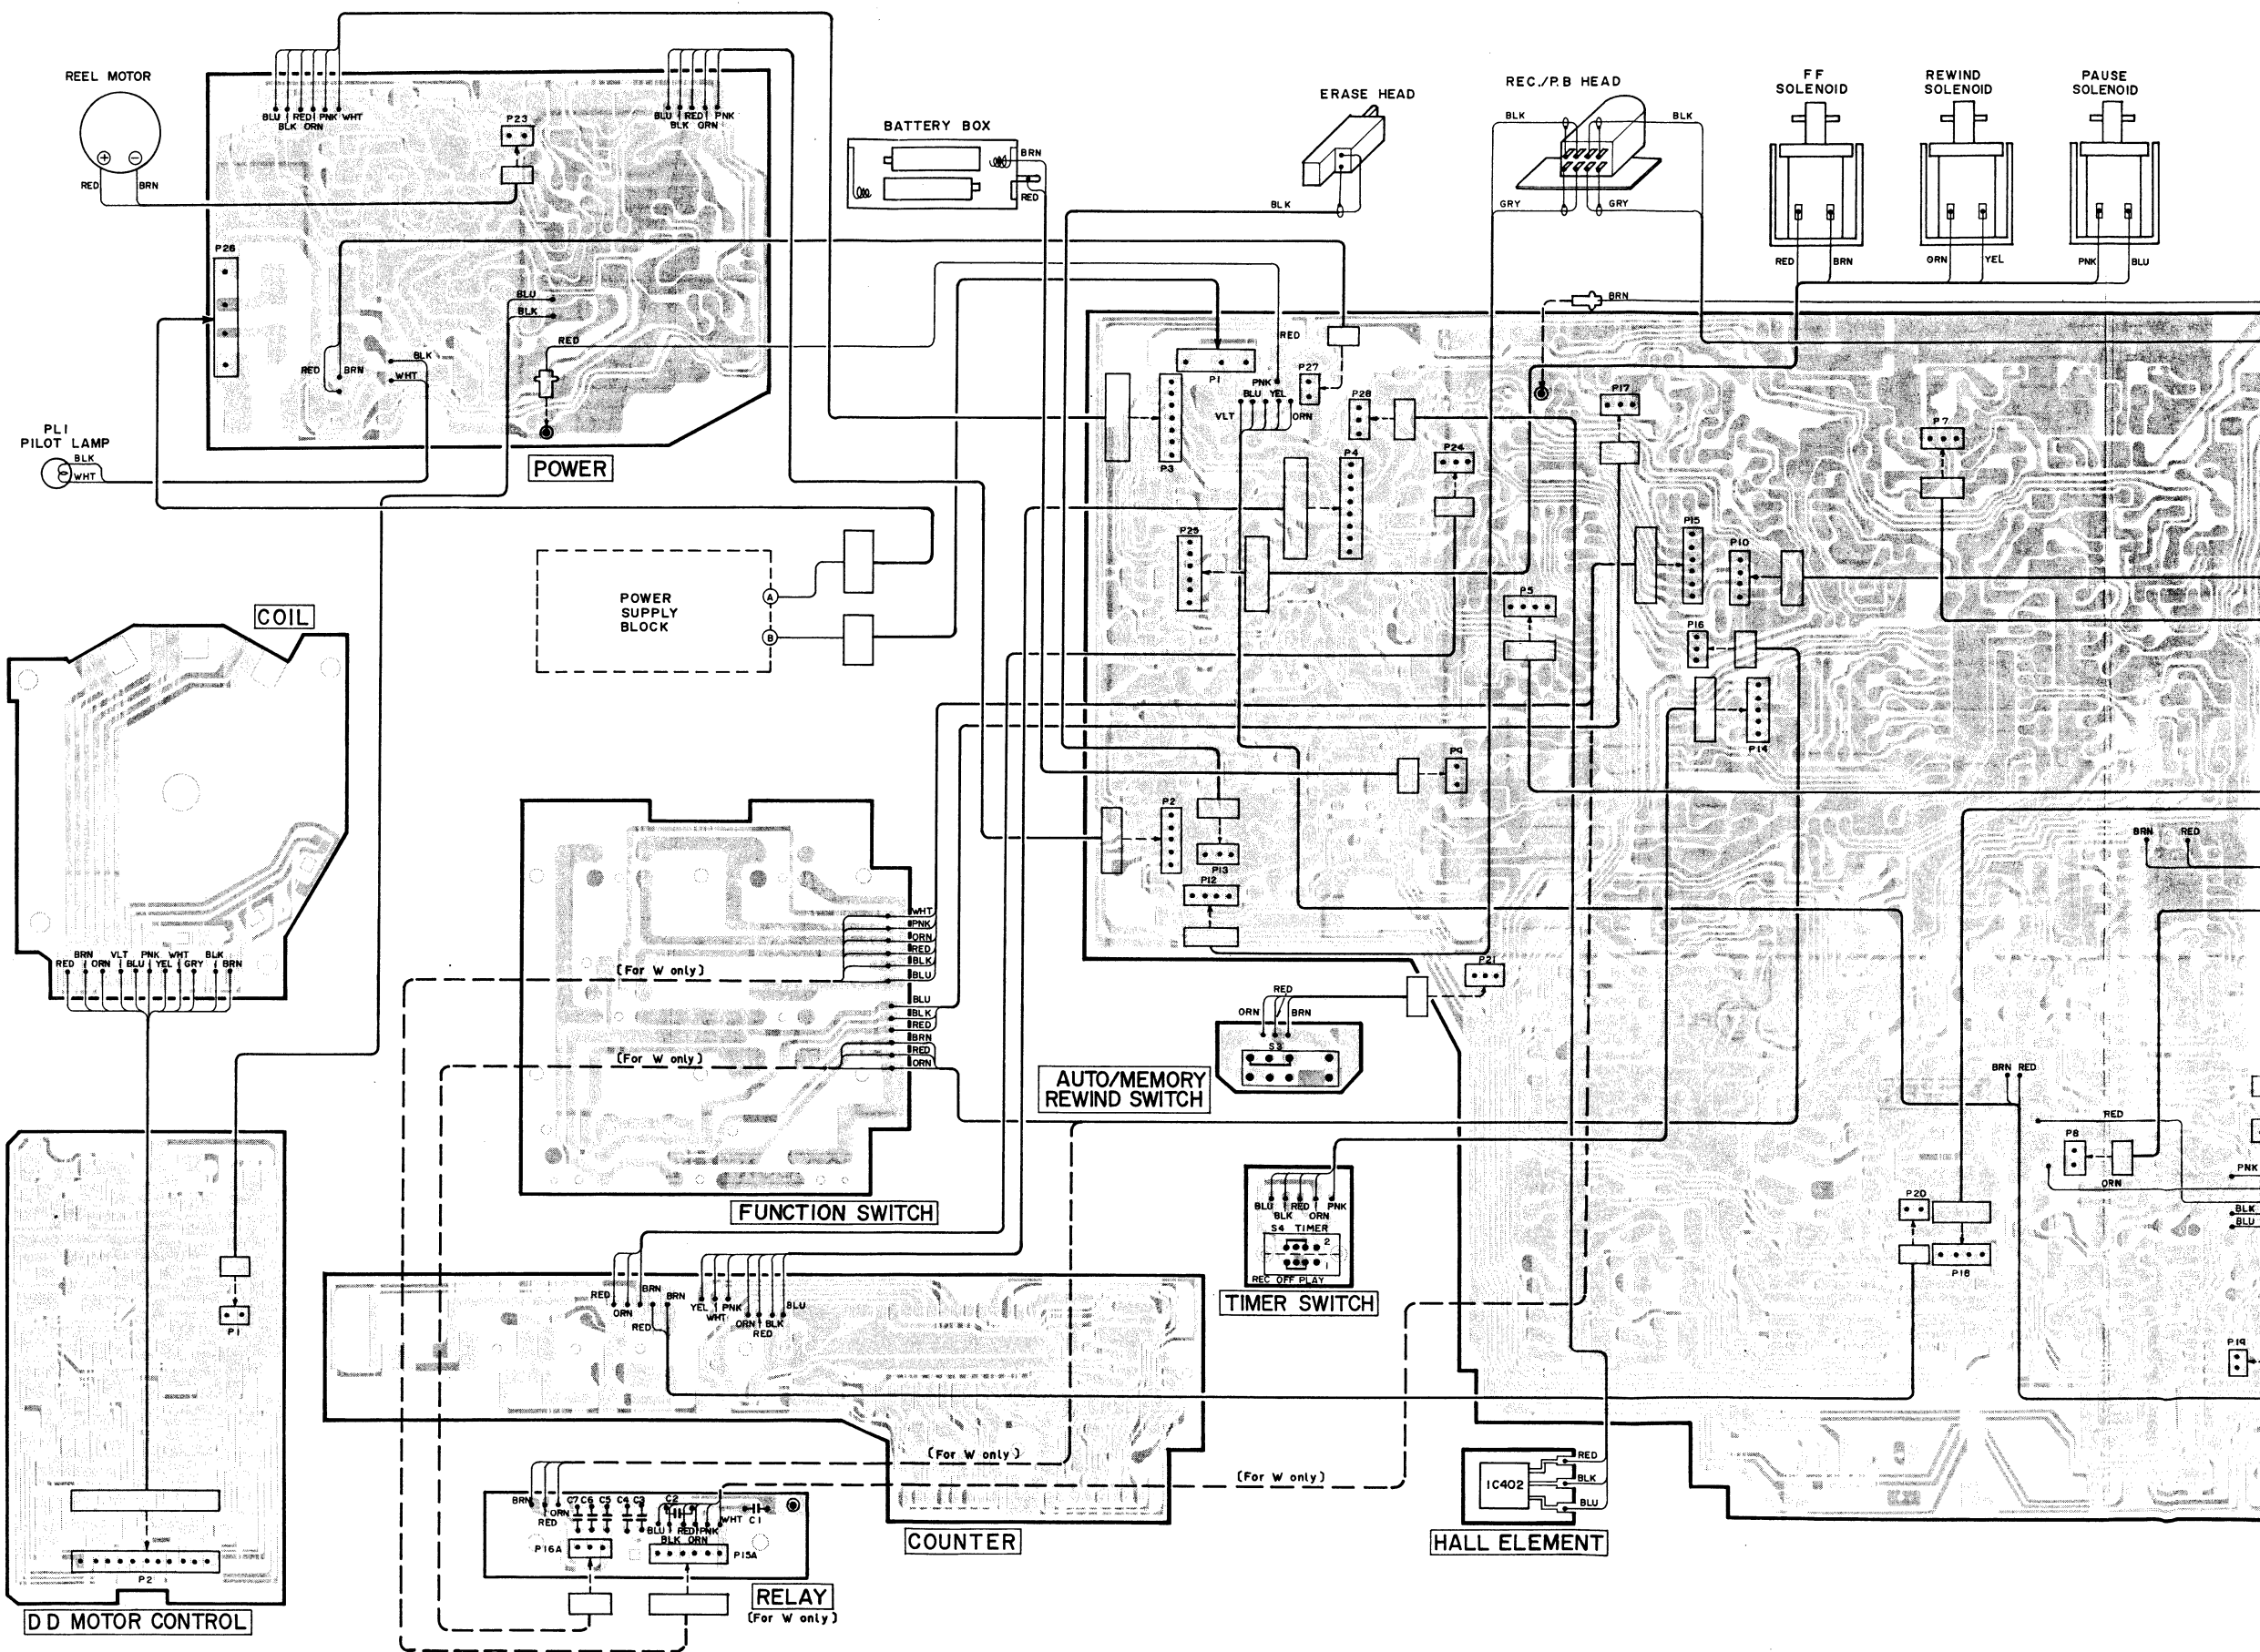 REEL MOTOR
RED
BRN
BLU RED PNK WHT
BLK ORN
P23
BLU RED PNK
BLK ORN
P26
BLU
BLK
RED
RED
BRN
BLK
WHT
POWER
PL1
PILOT LAMP
BLK
WHT
BATTERY BOX
BRN
RED
ERASE HEAD
BLK
REC./P.B HEAD
BLK
BLK
GRY
GRY
FF
SOLENOID
RED
BRN
REWIND
SOLENOID
ORN
YEL
PAUSE
SOLENOID
PNK
BLU
BRN
RED
P1
P27
PNK
BLU YEL
VLT
ORN
P28
P3
P4
P24
P17
P7
P25
P15
P10
P5
P16
P14
P9
P2
P13
P12
P21
POWER
SUPPLY
BLOCK
A
B
COIL
BRN VLT PNK WHT BLK
RED ORN BLU YEL GRY BRN
WHT
PNK
ORN
RED
BLK
BLU
(For W only)
BLU
BLK
RED
BRN
RED
ORN
(For W only)
FUNCTION SWITCH
RED
ORN
BRN
S3
AUTO/MEMORY
REWIND SWITCH
BLU RED PNK
BLK ORN
S4 TIMER
2
1
REC OFF PLAY
TIMER SWITCH
BRN
RED
BRN RED
RED
P8
ORN
PNK
BLK
BLU
P20
P18
P19
P1
P2
DD MOTOR CONTROL
RED
ORN
BRN
BRN
RED
YEL PNK
WHT
ORN BLK
RED
BLU
(For W only)
(For W only)
COUNTER
BRN
RED
ORN
C7 C6 C5 C4 C3
C2
WHT C1
BLU RED PNK
BLK ORN
P16A
P15A
RELAY
(For W only)
IC402
RED
BLK
BLU
HALL ELEMENT